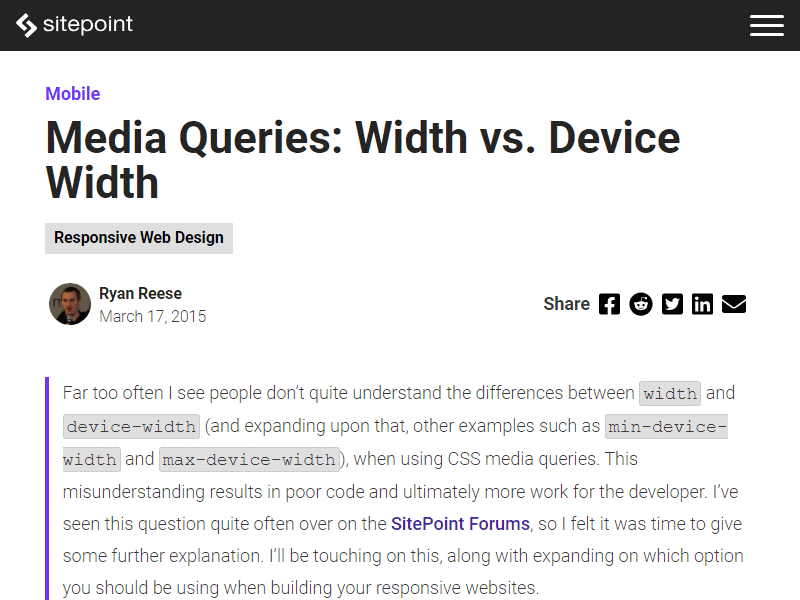 sitepoint
Mobile
Media Queries: Width vs. Device
Width
Responsive Web Design
Ryan Reese
March 17, 2015
Share
Far too often I see people don’t quite understand the differences between width and
device-width (and expanding upon that, other examples such as min-device-
width and max-device-width), when using CSS media queries. This
misunderstanding results in poor code and ultimately more work for the developer. I’ve
seen this question quite often over on the SitePoint Forums, so I felt it was time to give
some further explanation. I’ll be touching on this, along with expanding on which option
you should be using when building your responsive websites.